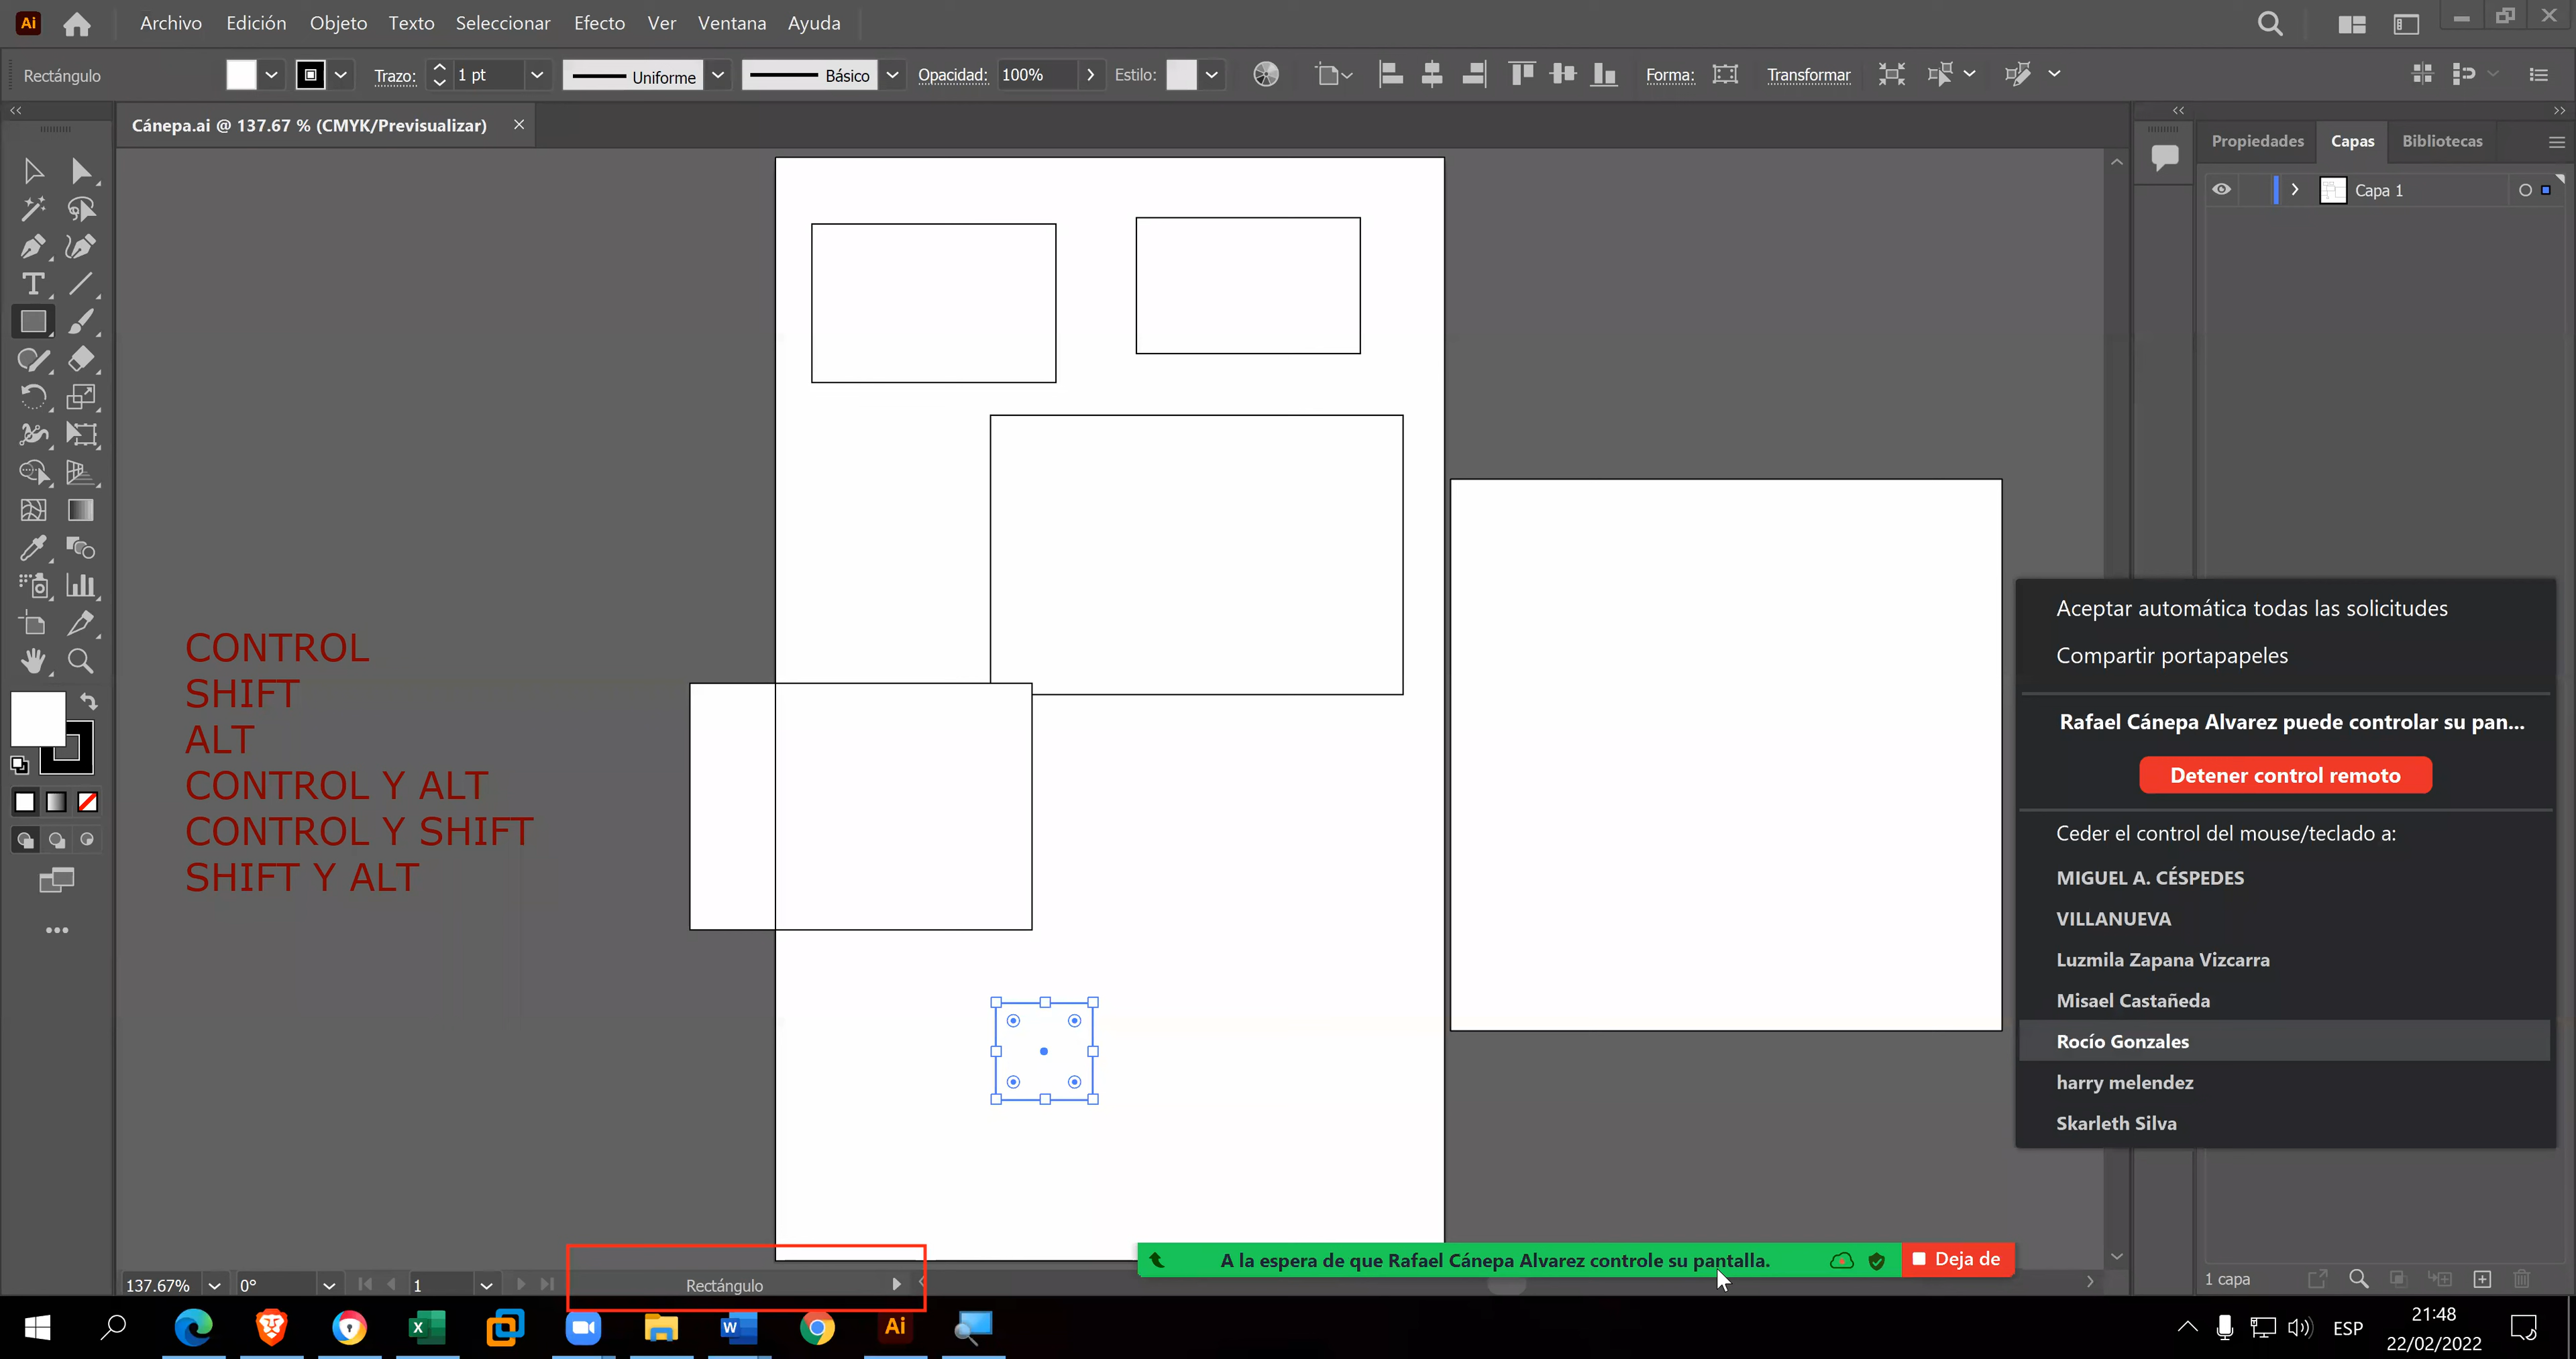 Ai
Archivo Edición Objeto Texto Seleccionar Efecto Ver Ventana Ayuda
Rectángulo Trazo: 1 pt Uniforme Básico Opacidad: 100% Estilo: Forma: Transformar
Cánepa.ai @ 137.67 % (CMYK/Previsualizar)
Propiedades Capas Bibliotecas
Capa 1
CONTROL
SHIFT
ALT
CONTROL Y ALT
CONTROL Y SHIFT
SHIFT Y ALT
Aceptar automática todas las solicitudes
Compartir portapapeles
Rafael Cánepa Alvarez puede controlar su pan...
Detener control remoto
Ceder el control del mouse/teclado a:
MIGUEL A. CÉSPEDES
VILLANUEVA
Luzmila Zapana Vizcarra
Misael Castañeda
Rocío Gonzales
harry melendez
Skarleth Silva
A la espera de que Rafael Cánepa Alvarez controle su pantalla.
Deja de
137.67% 0° 1 Rectángulo
1 capa
Ai
ESP
21:48
22/02/2022